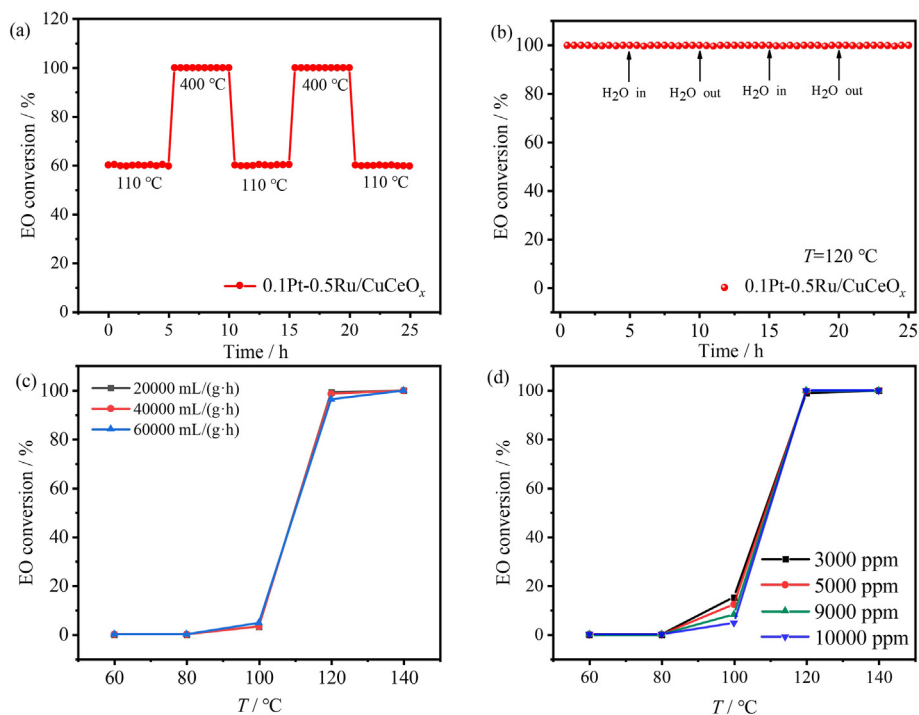 (a)
120
100
80
60
40
20
0
EO conversion / %
400 °C
400 °C
110 °C
110 °C
110 °C
0.1Pt-0.5Ru/CuCeOx
0 5 10 15 20 25
Time / h
(b)
100
80
60
40
20
0
EO conversion / %
H2O in
H2O out
H2O in
H2O out
T=120 °C
0.1Pt-0.5Ru/CuCeOx
0 5 10 15 20 25
Time / h
(c)
20000 mL/(g·h)
40000 mL/(g·h)
60000 mL/(g·h)
100
80
60
40
20
0
EO conversion / %
60 80 100 120 140
T / °C
(d)
100
80
60
40
20
0
EO conversion / %
3000 ppm
5000 ppm
9000 ppm
10000 ppm
60 80 100 120 140
T / °C